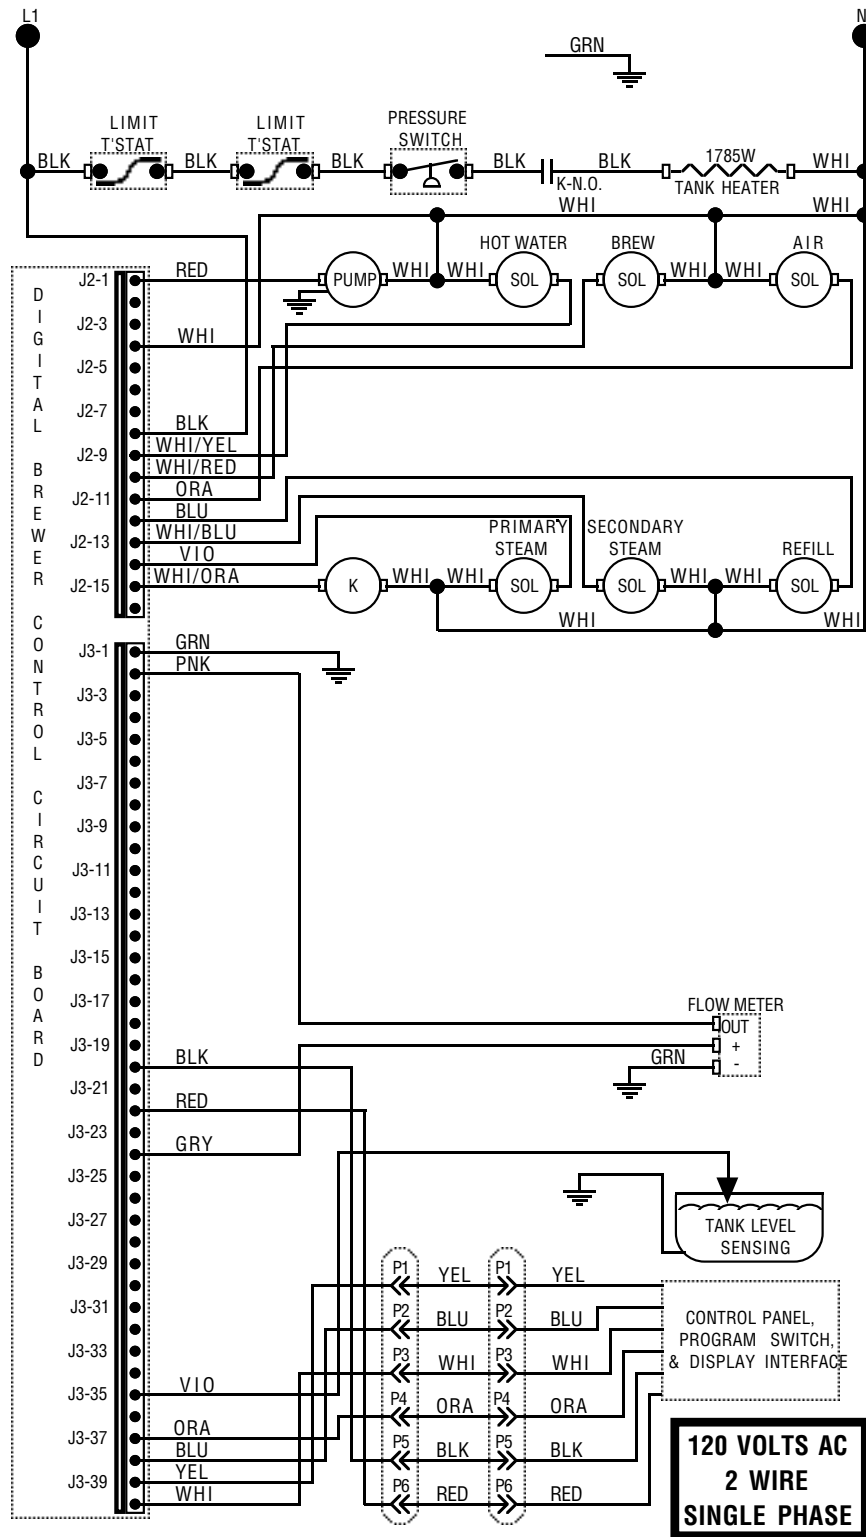 L1
N
GRN
LIMIT
T'STAT
LIMIT
T'STAT
PRESSURE
SWITCH
BLK
BLK
BLK
BLK
K-N.O.
BLK
1785W
TANK HEATER
WHI
WHI
WHI
DIGITAL BREWER CONTROL CIRCUIT BOARD
J2-1
RED
PUMP
WHI
WHI
HOT WATER
SOL
BREW
SOL
WHI
WHI
AIR
SOL
J2-3
WHI
J2-5
J2-7
BLK
J2-9
WHI/YEL
WHI/RED
J2-11
ORA
BLU
J2-13
WHI/BLU
VIO
J2-15
WHI/ORA
K
WHI
WHI
PRIMARY
STEAM
SOL
SECONDARY
STEAM
SOL
WHI
WHI
REFILL
SOL
WHI
WHI
J3-1
GRN
PNK
J3-3
J3-5
J3-7
J3-9
J3-11
J3-13
J3-15
J3-17
J3-19
BLK
J3-21
RED
J3-23
GRY
J3-25
J3-27
J3-29
J3-31
J3-33
J3-35
VIO
J3-37
ORA
BLU
J3-39
YEL
WHI
FLOW METER
OUT
+
-
GRN
TANK LEVEL
SENSING
P1
YEL
P1
YEL
P2
BLU
P2
BLU
P3
WHI
P3
WHI
P4
ORA
P4
ORA
P5
BLK
P5
BLK
P6
RED
P6
RED
CONTROL PANEL,
PROGRAM SWITCH,
& DISPLAY INTERFACE
120 VOLTS AC
2 WIRE
SINGLE PHASE